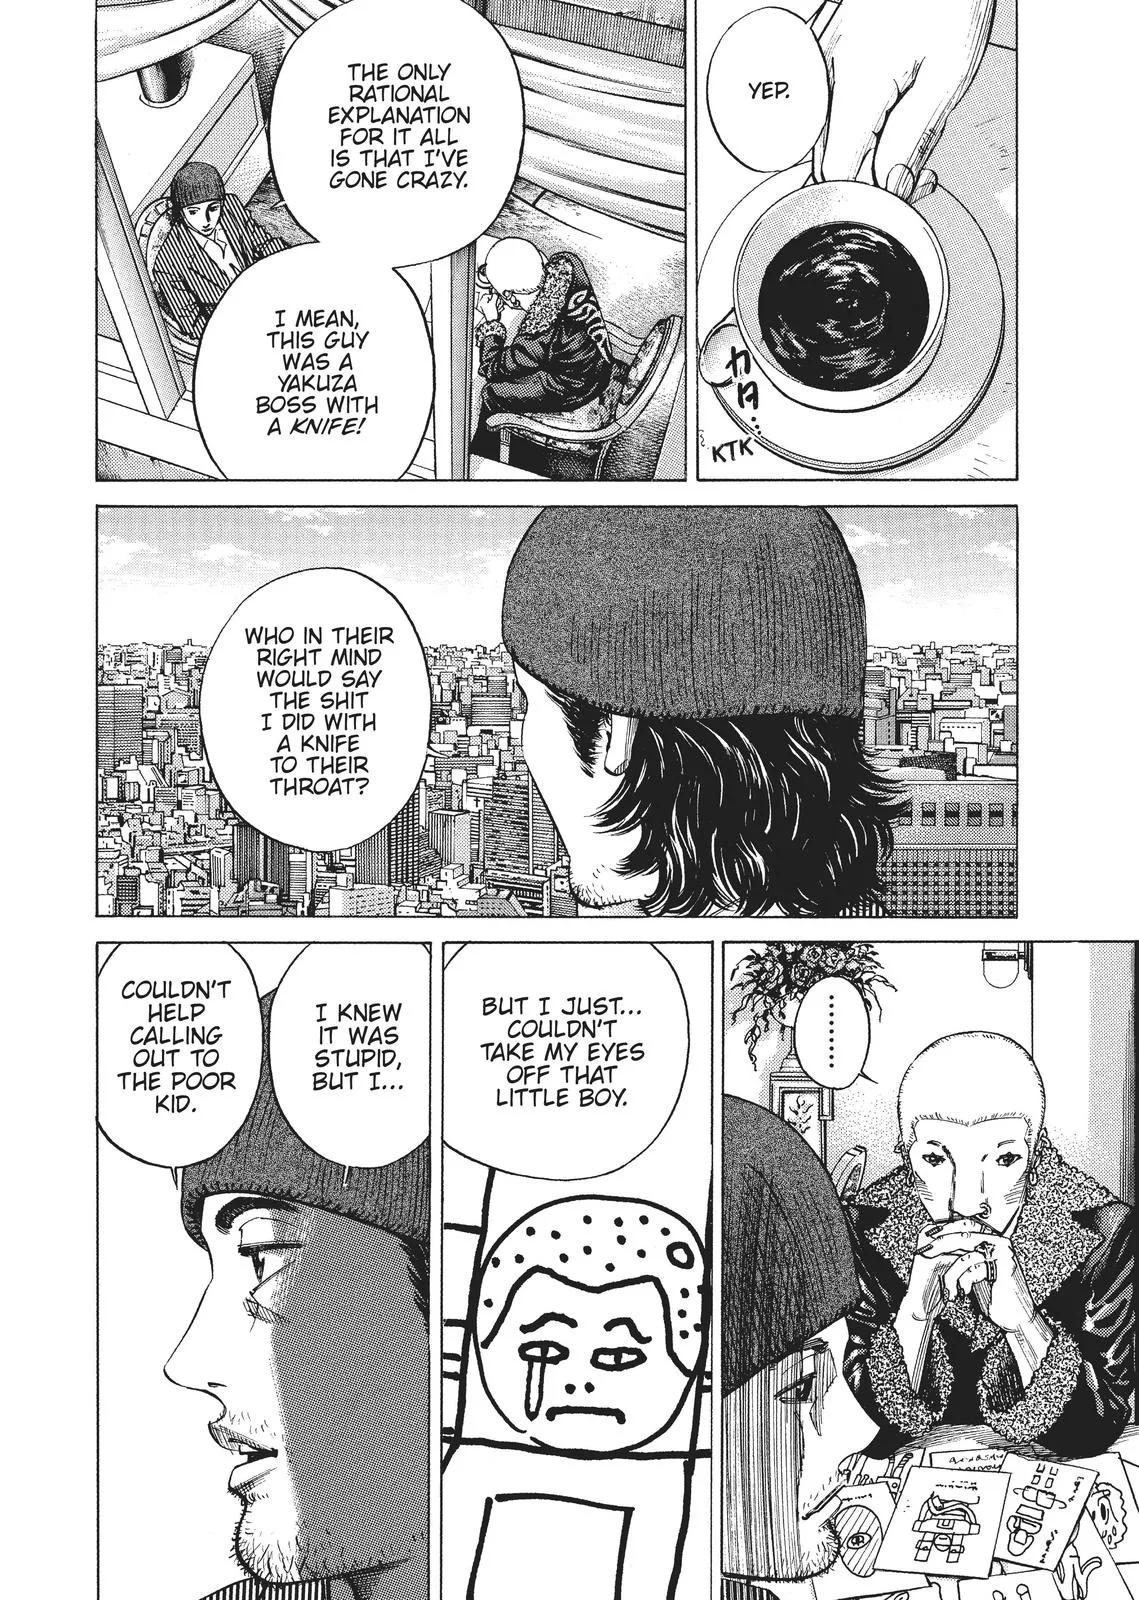 THE ONLY
RATIONAL
EXPLANATION
FOR IT ALL
IS THAT I'VE
GONE CRAZY.
I MEAN,
THIS GUY
WAS A
YAKUZA
BOSS WITH
A KNIFE!
YEP.
カタ...
KTK
WHO IN THEIR
RIGHT MIND
WOULD SAY
THE SHIT
I DID WITH
A KNIFE
TO THEIR
THROAT?
COULDN'T
HELP
CALLING
OUT TO
THE POOR
KID.
I KNEW
IT WAS
STUPID,
BUT I...
BUT I JUST...
COULDN'T
TAKE MY EYES
OFF THAT
LITTLE BOY.
.........